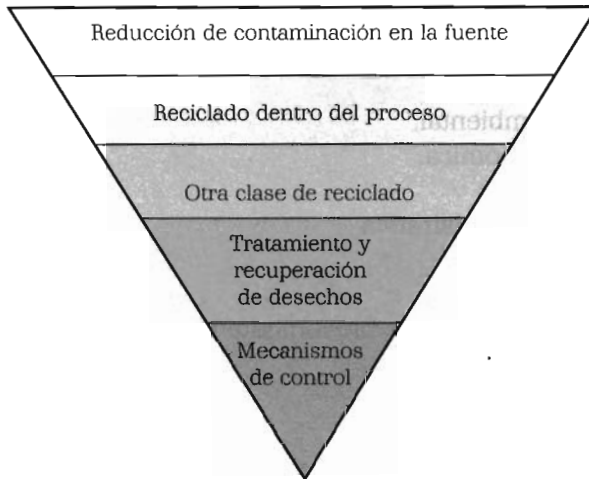 Reducción de contaminación en la fuente
Reciclado dentro del proceso
mbiental,
Otra clase de reciclado
Tratamiento y
recuperación
de desechos
Mecanismos
de control